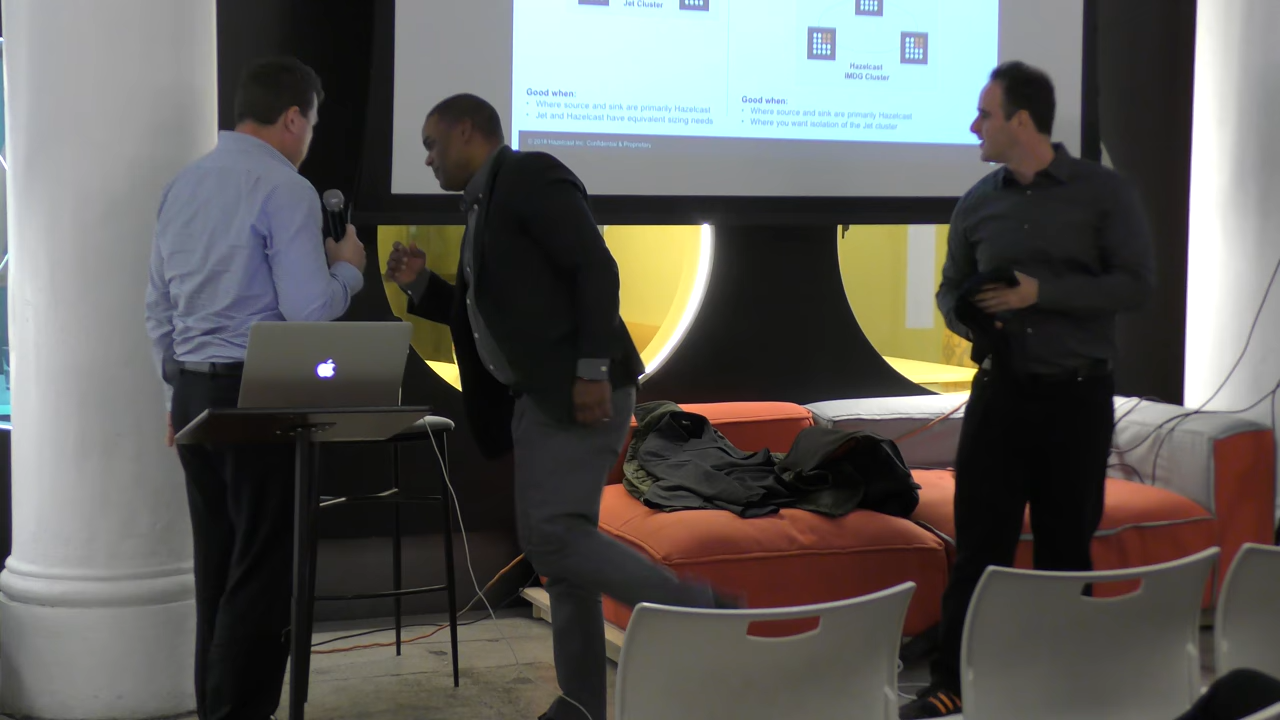 Jet Cluster
Good when:
• Where source and sink are primarily Hazelcast
• Jet and Hazelcast have equivalent sizing needs
Hazelcast
IMDG Cluster
Good when:
• Where source and sink are primarily Hazelcast
• Where you want isolation of the Jet cluster
© 2018 Hazelcast Inc. Confidential & Proprietary